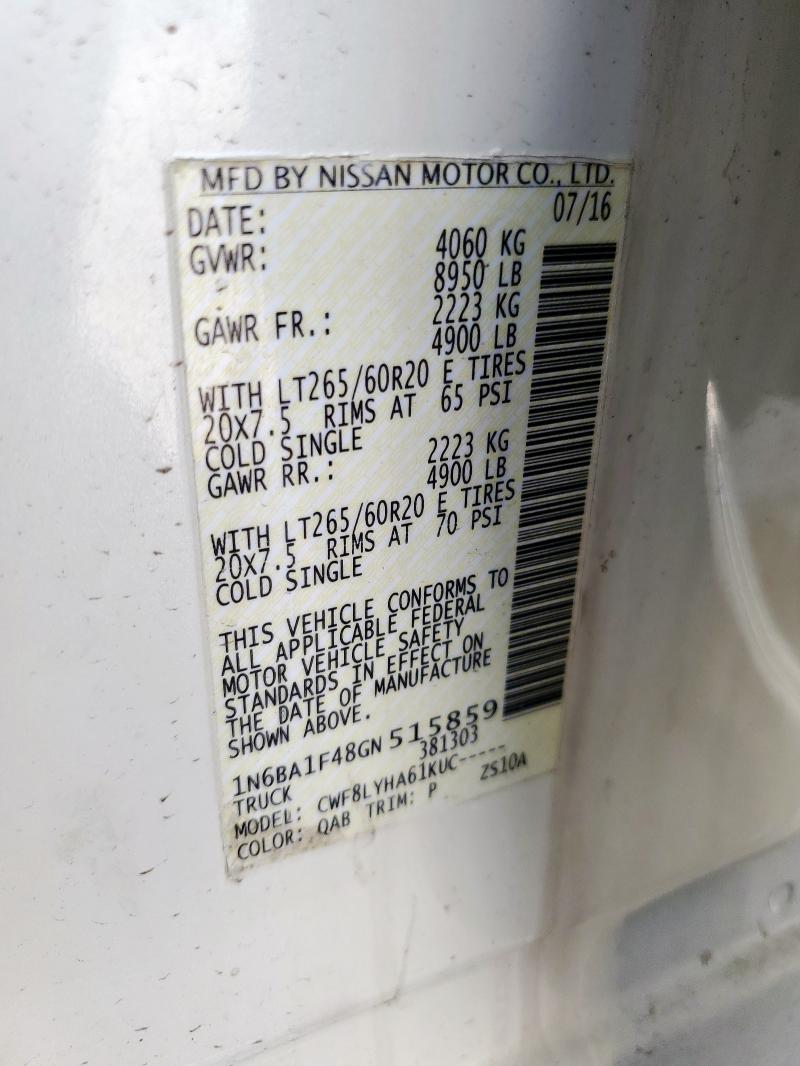 MFD BY NISSAN MOTOR CO., LTD.
DATE: 07/16
GVWR: 4060 KG
8950 LB
GAWR FR.: 2223 KG
4900 LB
WITH LT265/60R20 E TIRES
20X7.5 RIMS AT 65 PSI
COLD SINGLE
GAWR RR.: 2223 KG
4900 LB
WITH LT265/60R20 E TIRES
20X7.5 RIMS AT 70 PSI
COLD SINGLE
THIS VEHICLE CONFORMS TO
ALL APPLICABLE FEDERAL
MOTOR VEHICLE SAFETY
STANDARDS IN EFFECT ON
THE DATE OF MANUFACTURE
SHOWN ABOVE.
1N6BA1F48GN515859
TRUCK 381303
MODEL: CWF8LYHA61KUC-----
COLOR: QAB TRIM: P ZS10A